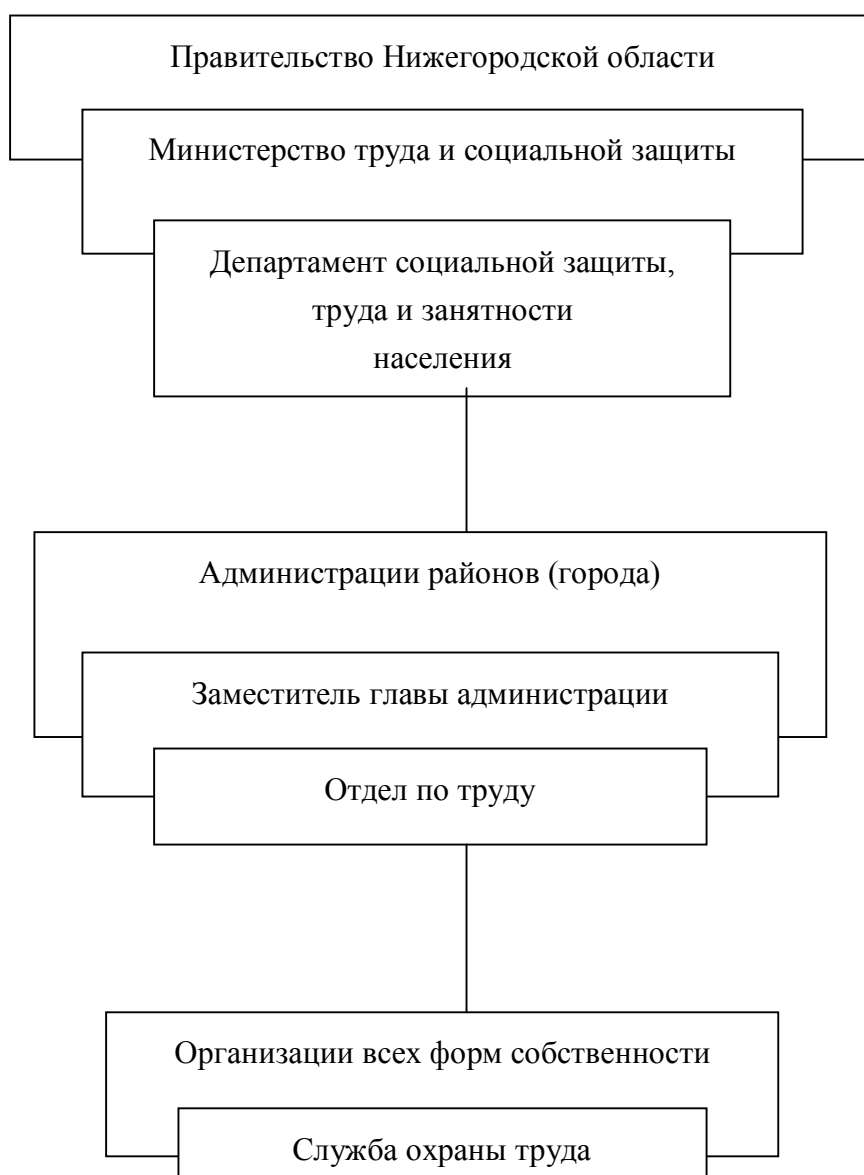 Правительство Нижегородской области
Министерство труда и социальной защиты
Департамент социальной защиты,
труда и занятности
населения
Администрации районов (города)
Заместитель главы администрации
Отдел по труду
Организации всех форм собственности
Служба охраны труда